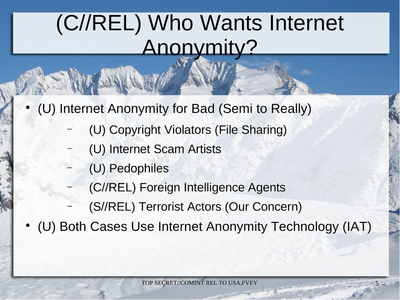 (C//REL) Who Wants Internet
Anonymity?
• (U) Internet Anonymity for Bad (Semi to Really)
– (U) Copyright Violators (File Sharing)
– (U) Internet Scam Artists
– (U) Pedophiles
– (C//REL) Foreign Intelligence Agents
– (S//REL) Terrorist Actors (Our Concern)
• (U) Both Cases Use Internet Anonymity Technology (IAT)
TOP SECRET//COMINT REL TO USA,FVEY
5